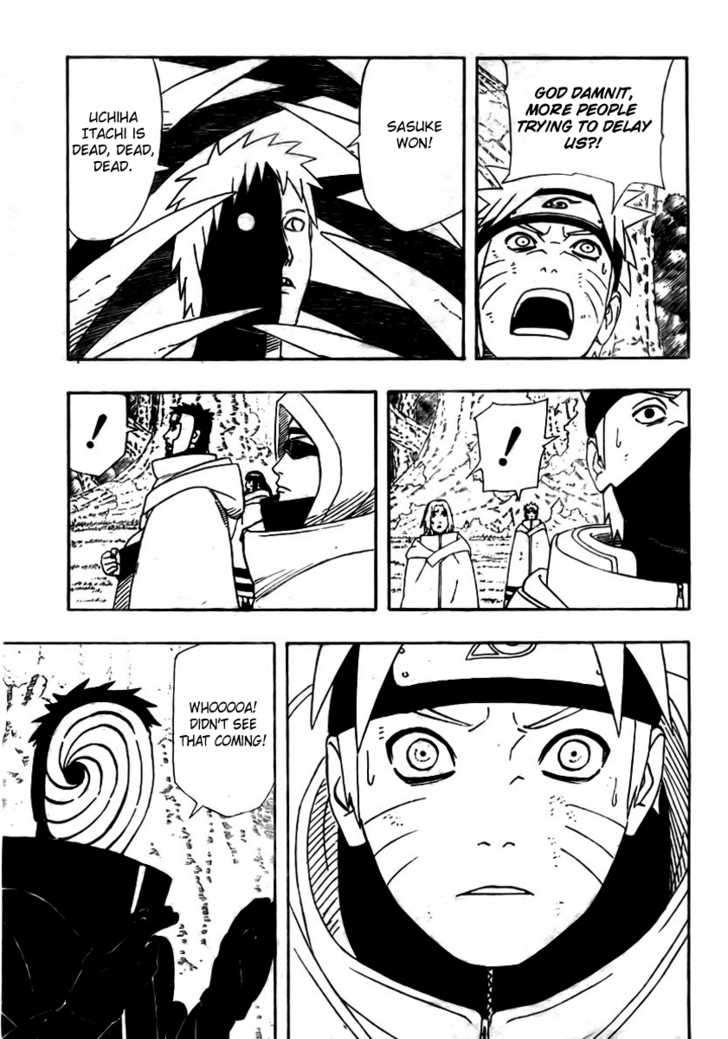 GOD DAMNIT,
MORE PEOPLE
TRYING TO DELAY
US?!
SASUKE
WON!
UCHIHA
ITACHI IS
DEAD, DEAD,
DEAD.
!
!
WHOOOOA!
DIDN'T SEE
THAT COMING!